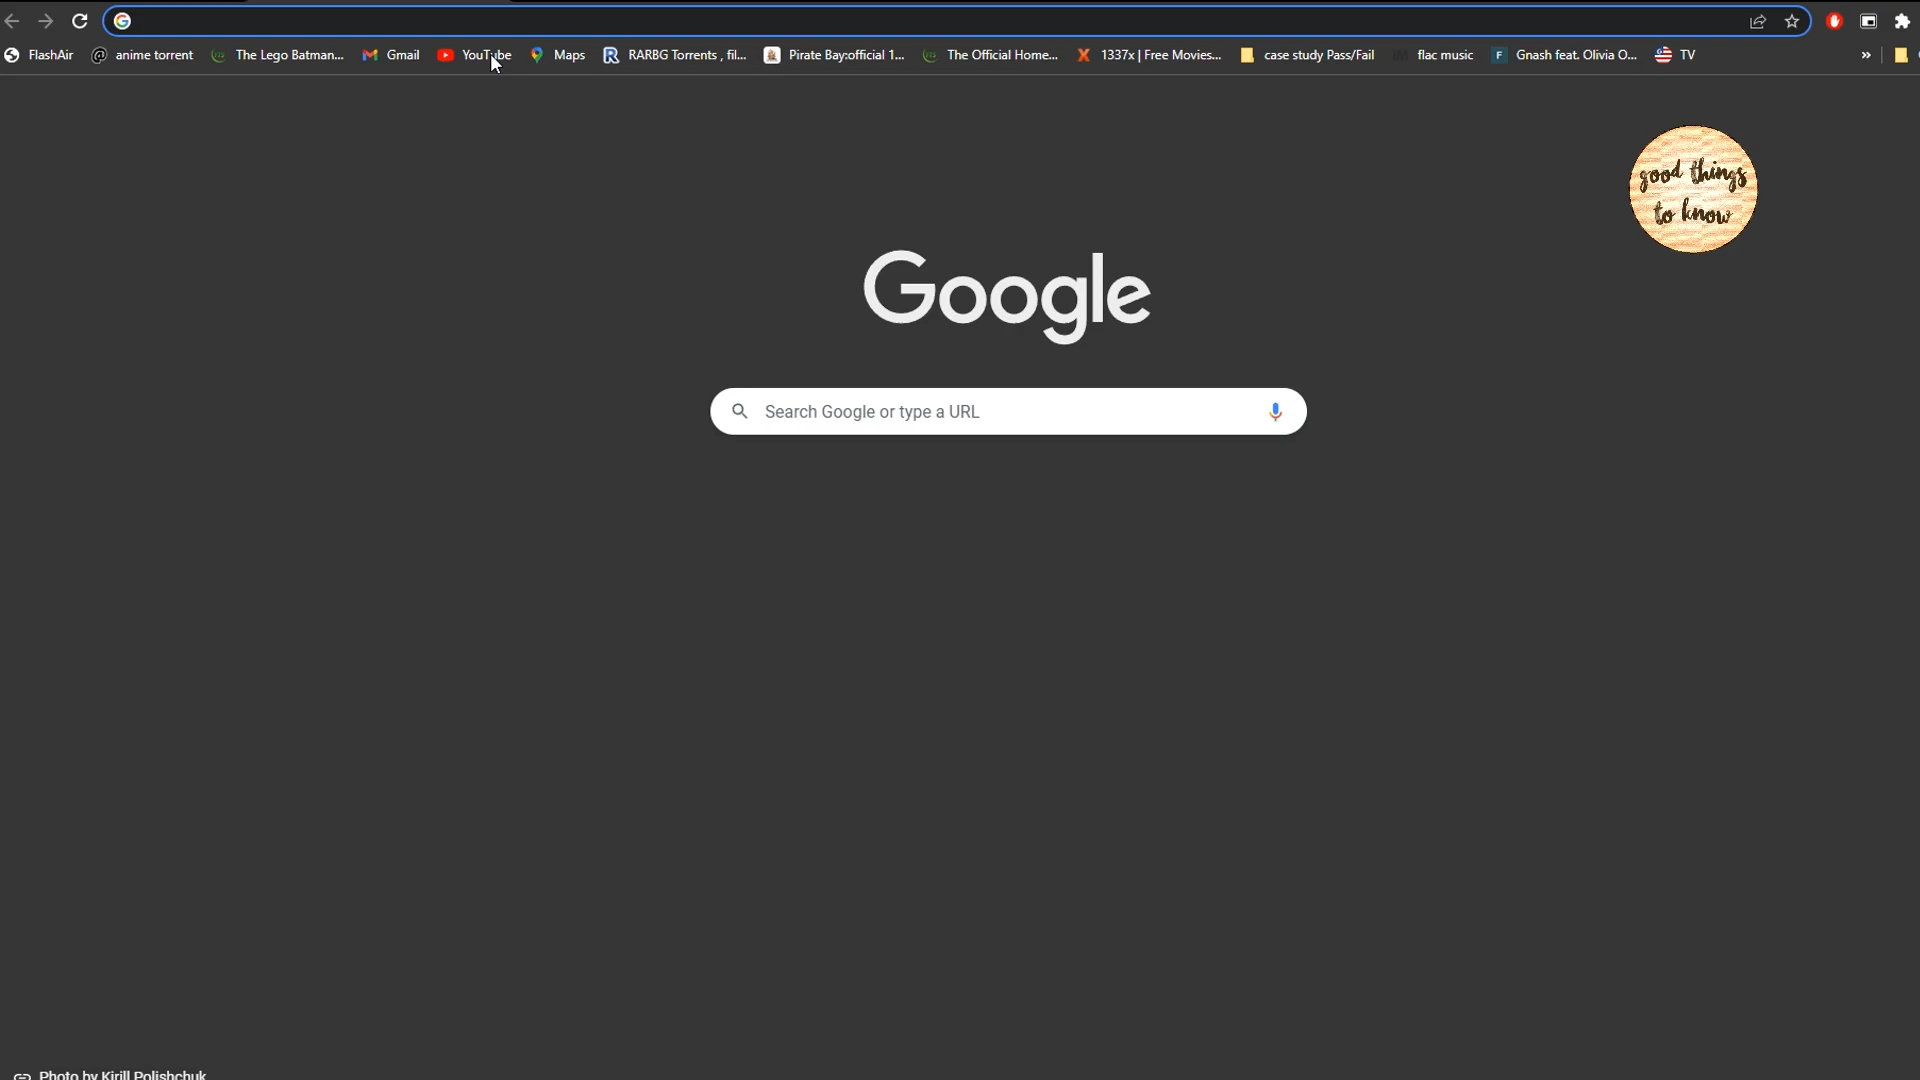 FlashAir anime torrent The Lego Batman... Gmail YouTube Maps RARBG Torrents , fil... Pirate Bay:official 1... The Official Home... 1337x | Free Movies... case study Pass/Fail flac music Gnash feat. Olivia O... TV »
good things
to know
Google
Search Google or type a URL
Photo by Kirill Polishchuk